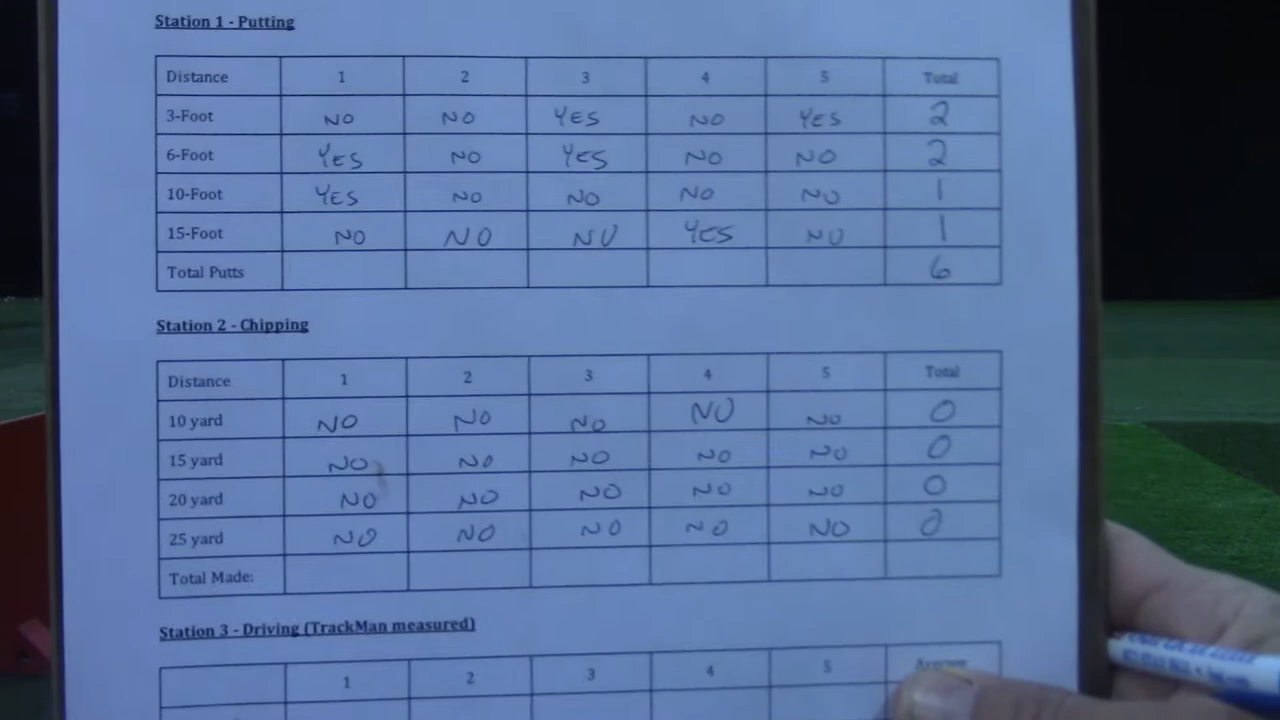 Station 1 - Putting
Distance 1 2 3 4 5 Total
3-Foot NO NO YES NO YES 2
6-Foot YES NO YES NO NO 2
10-Foot YES NO NO NO NO 1
15-Foot NO NO NO YES NO 1
Total Putts 6
Station 2 - Chipping
Distance 1 2 3 4 5 Total
10 yard NO NO NO NO NO 0
15 yard NO NO NO NO NO 0
20 yard NO NO NO NO NO 0
25 yard NO NO NO NO NO 0
Total Made:
Station 3 - Driving (TrackMan measured)
1 2 3 4 5 Average